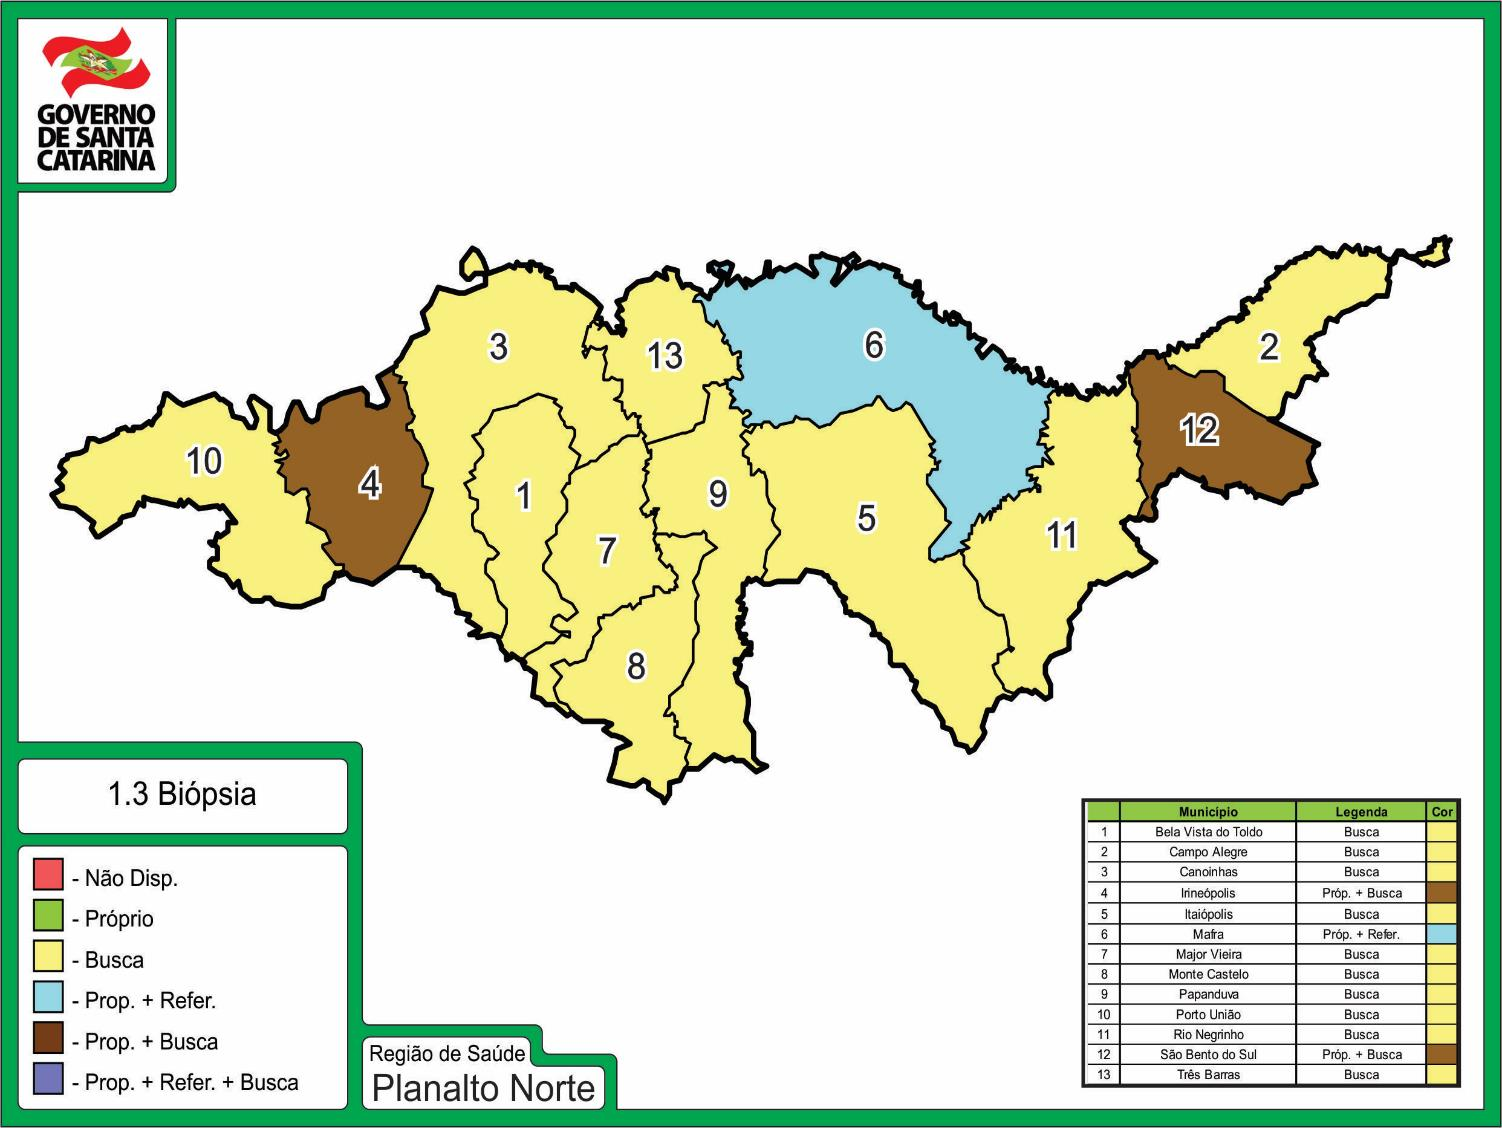 GOVERNO
DE SANTA
CATARINA
3
13
6
2
12
10
4
1
9
5
7
11
8
1.3 Biópsia
- Não Disp.
- Próprio
- Busca
- Prop. + Refer.
- Prop. + Busca
- Prop. + Refer. + Busca
Região de Saúde
Planalto Norte
Município Legenda Cor
1 Bela Vista do Toldo Busca
2 Campo Alegre Busca
3 Canoinhas Busca
4 Irineópolis Próp. + Busca
5 Itaiópolis Busca
6 Mafra Próp. + Refer.
7 Major Vieira Busca
8 Monte Castelo Busca
9 Papanduva Busca
10 Porto União Busca
11 Rio Negrinho Busca
12 São Bento do Sul Próp. + Busca
13 Três Barras Busca